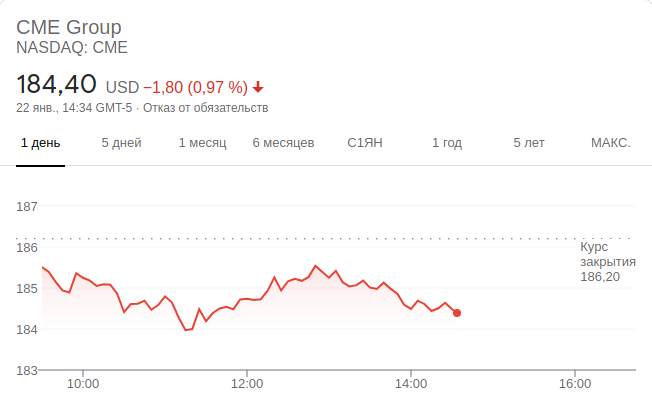 CME Group
NASDAQ: CME
184,40 USD −1,80 (0,97 %)
22 янв., 14:34 GMT-5 · Отказ от обязательств
1 день 5 дней 1 месяц 6 месяцев С1ЯН 1 год 5 лет МАКС.
187
186
Курс
закрытия
186,20
185
184
183
10:00 12:00 14:00 16:00